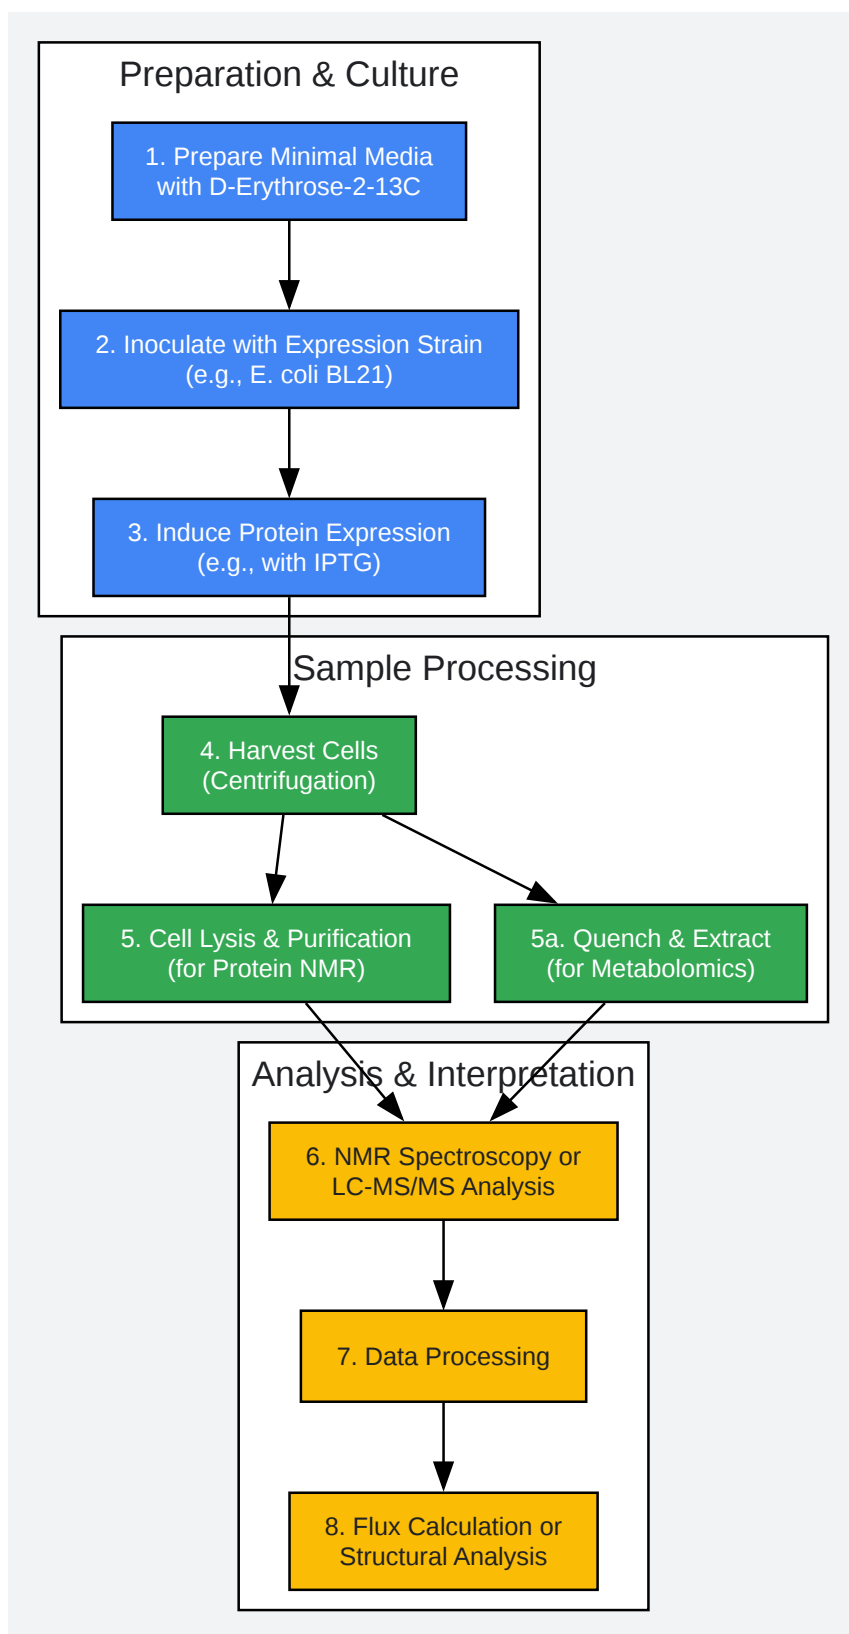 Preparation & Culture
1. Prepare Minimal Media
with D-Erythrose-2-13C
2. Inoculate with Expression Strain
(e.g., E. coli BL21)
3. Induce Protein Expression
(e.g., with IPTG)
Sample Processing
4. Harvest Cells
(Centrifugation)
5. Cell Lysis & Purification
(for Protein NMR)
5a. Quench & Extract
(for Metabolomics)
Analysis & Interpretation
6. NMR Spectroscopy or
LC-MS/MS Analysis
7. Data Processing
8. Flux Calculation or
Structural Analysis